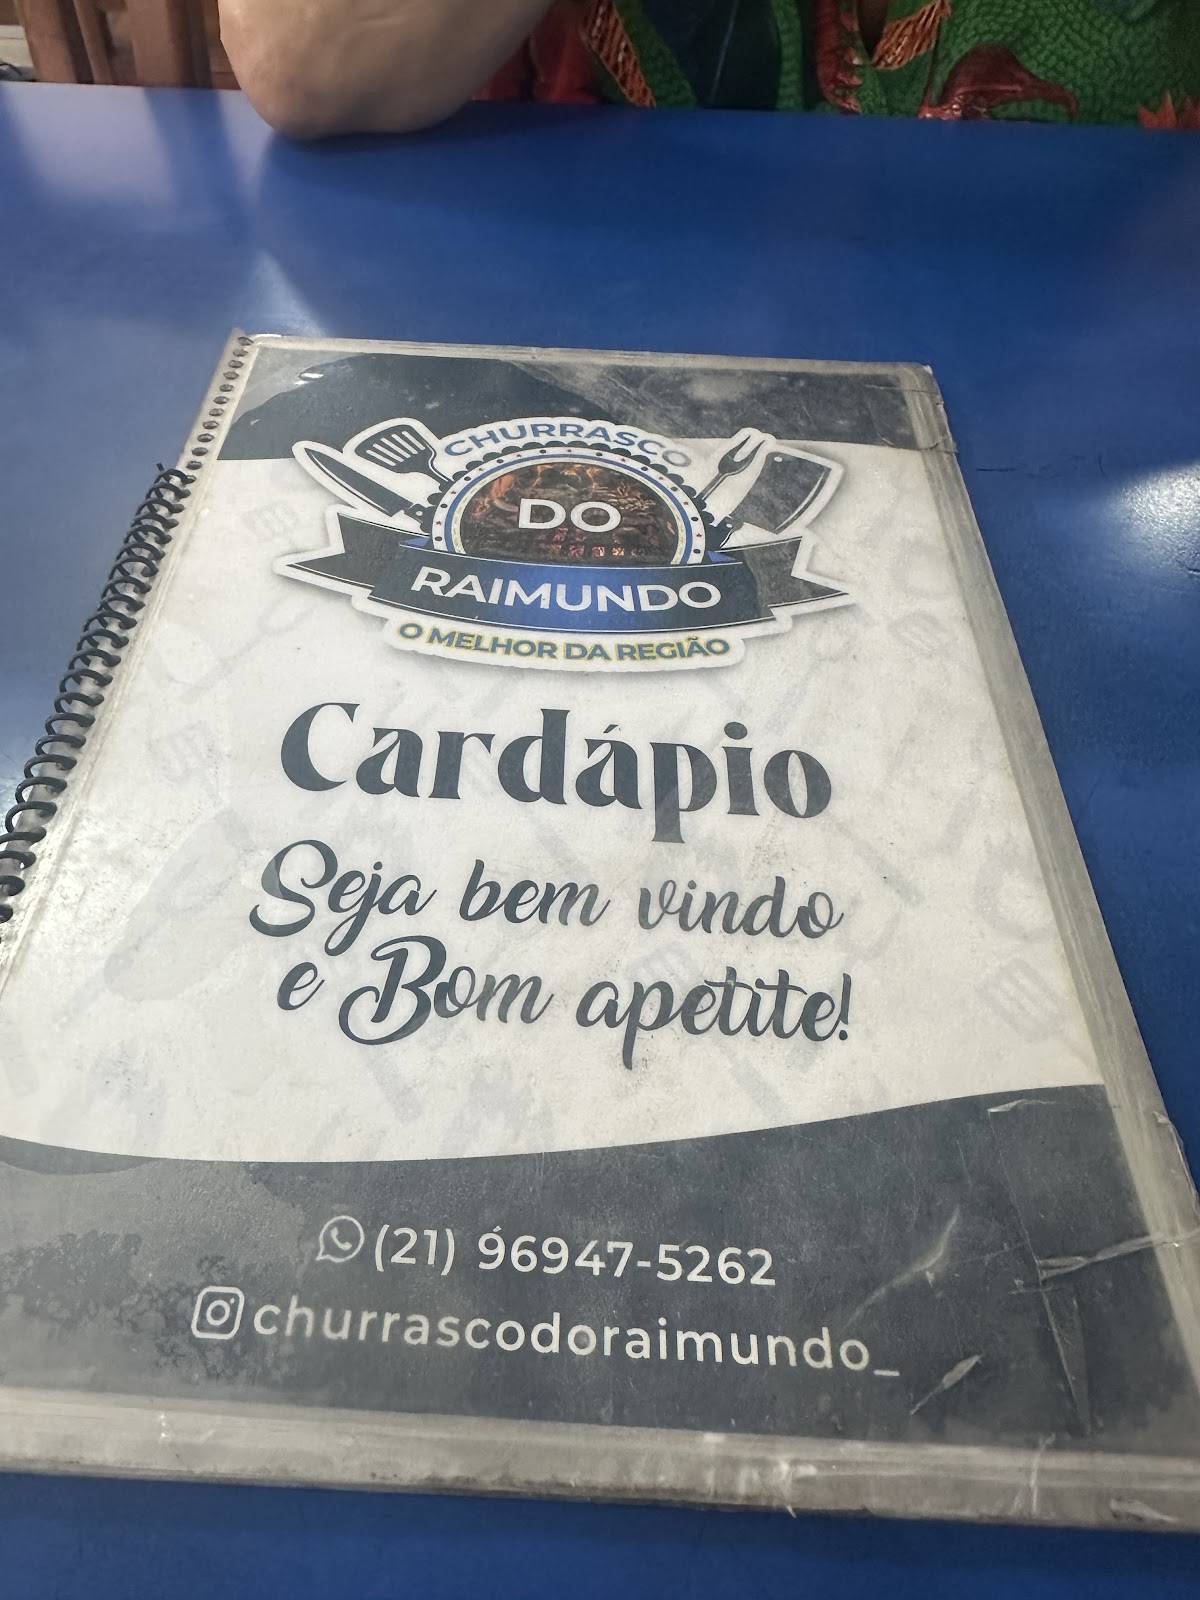 CHURRASCO
DO
RAIMUNDO
O MELHOR DA REGIÃO
Cardápio
Seja bem vindo
e Bom apetite!
(21) 96947-5262
churrascodoraimundo_